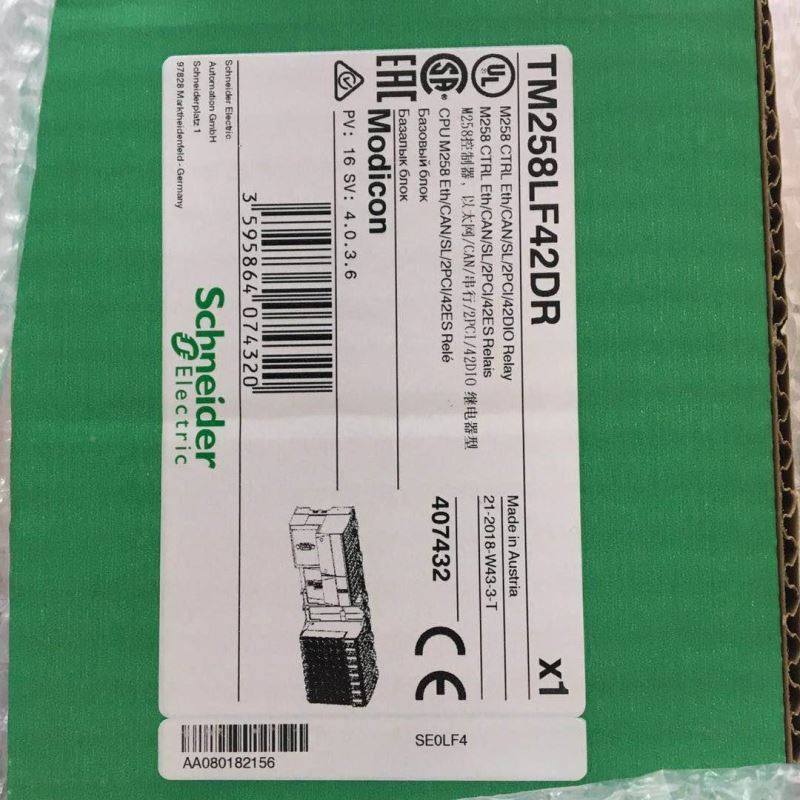 TM258LF42DR
x1
UL
M258 CTRL Eth/CAN/SL/2PCI/42DIO Relay
M258 CTRL Eth/CAN/SL/2PCI/42ES Relais
M258控制器，以太网/CAN/串行/2PCI/42DIO 继电器型
CPU M258 Eth/CAN/SL/2PCI/42ES Relé
Базовый блок
Базалық блок
Made in Austria
21-2018-W43-3-T
407432
CE
SA
EAC
Modicon
PV: 16 SV: 4.0.3.6
3 595864 074320
Schneider Electric
Automation GmbH
Schneiderplatz 1
97828 Marktheidenfeld - Germany
Schneider
Electric
SE0LF4
AA080182156